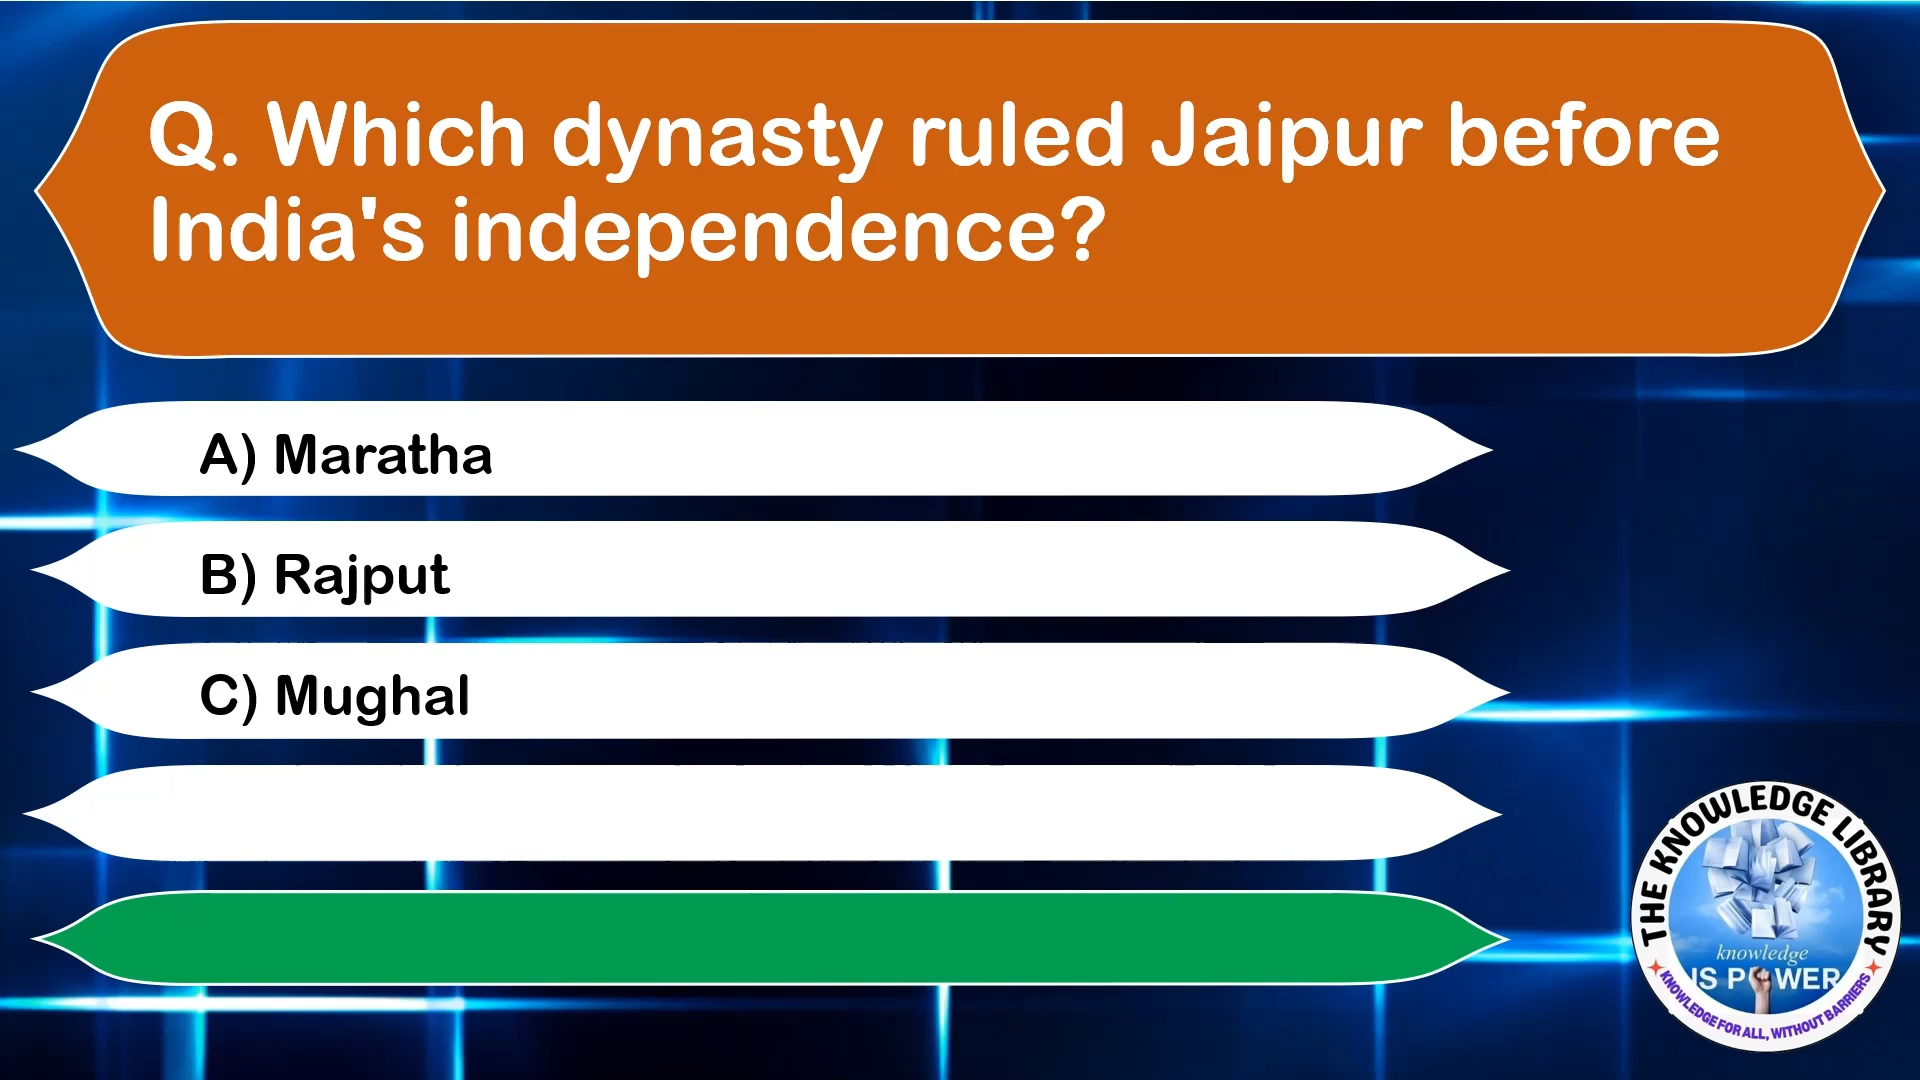 Q. Which dynasty ruled Jaipur before
India's independence?
A) Maratha
B) Rajput
C) Mughal
THE KNOWLEDGE LIBRARY
knowledge
IS POWER
KNOWLEDGE FOR ALL, WITHOUT BARRIERS